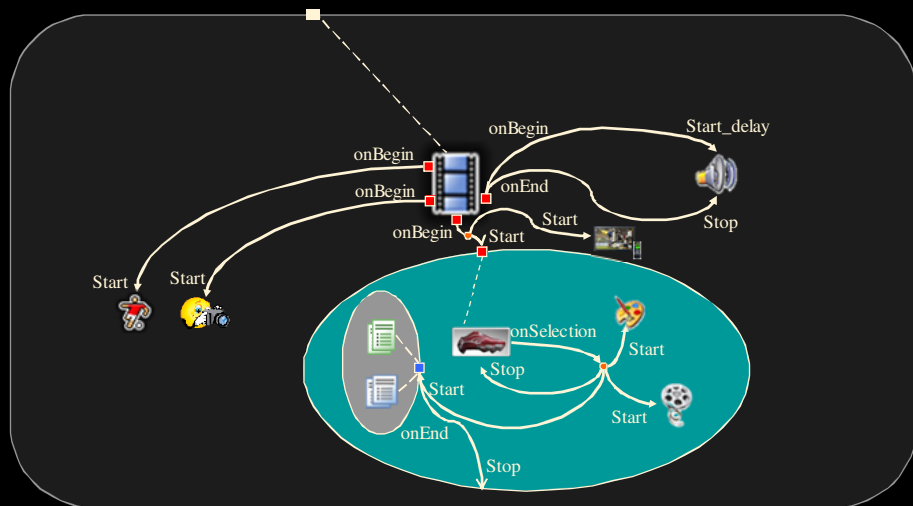 Start_delay
onBegin
onBegin
onEnd
onBegin
Start
Stop
onBegin
Start
Start
Start
onSelection
Start
Stop
Start
Start
onEnd
Stop